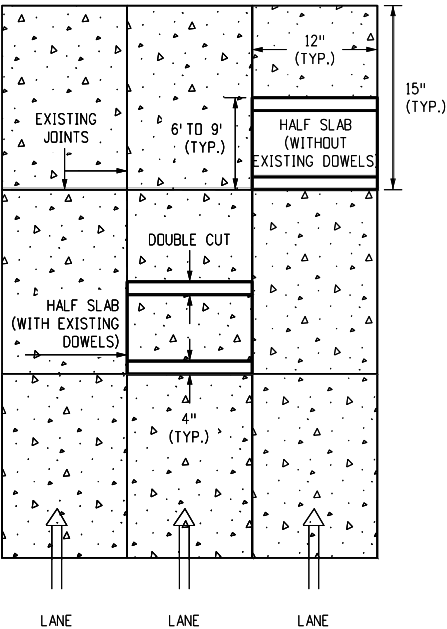 12"
(TYP.)
15"
(TYP.)
EXISTING
JOINTS
6' TO 9'
(TYP.)
HALF SLAB
(WITHOUT
EXISTING DOWELS)
DOUBLE CUT
HALF SLAB
(WITH EXISTING
DOWELS)
4"
(TYP.)
LANE
LANE
LANE